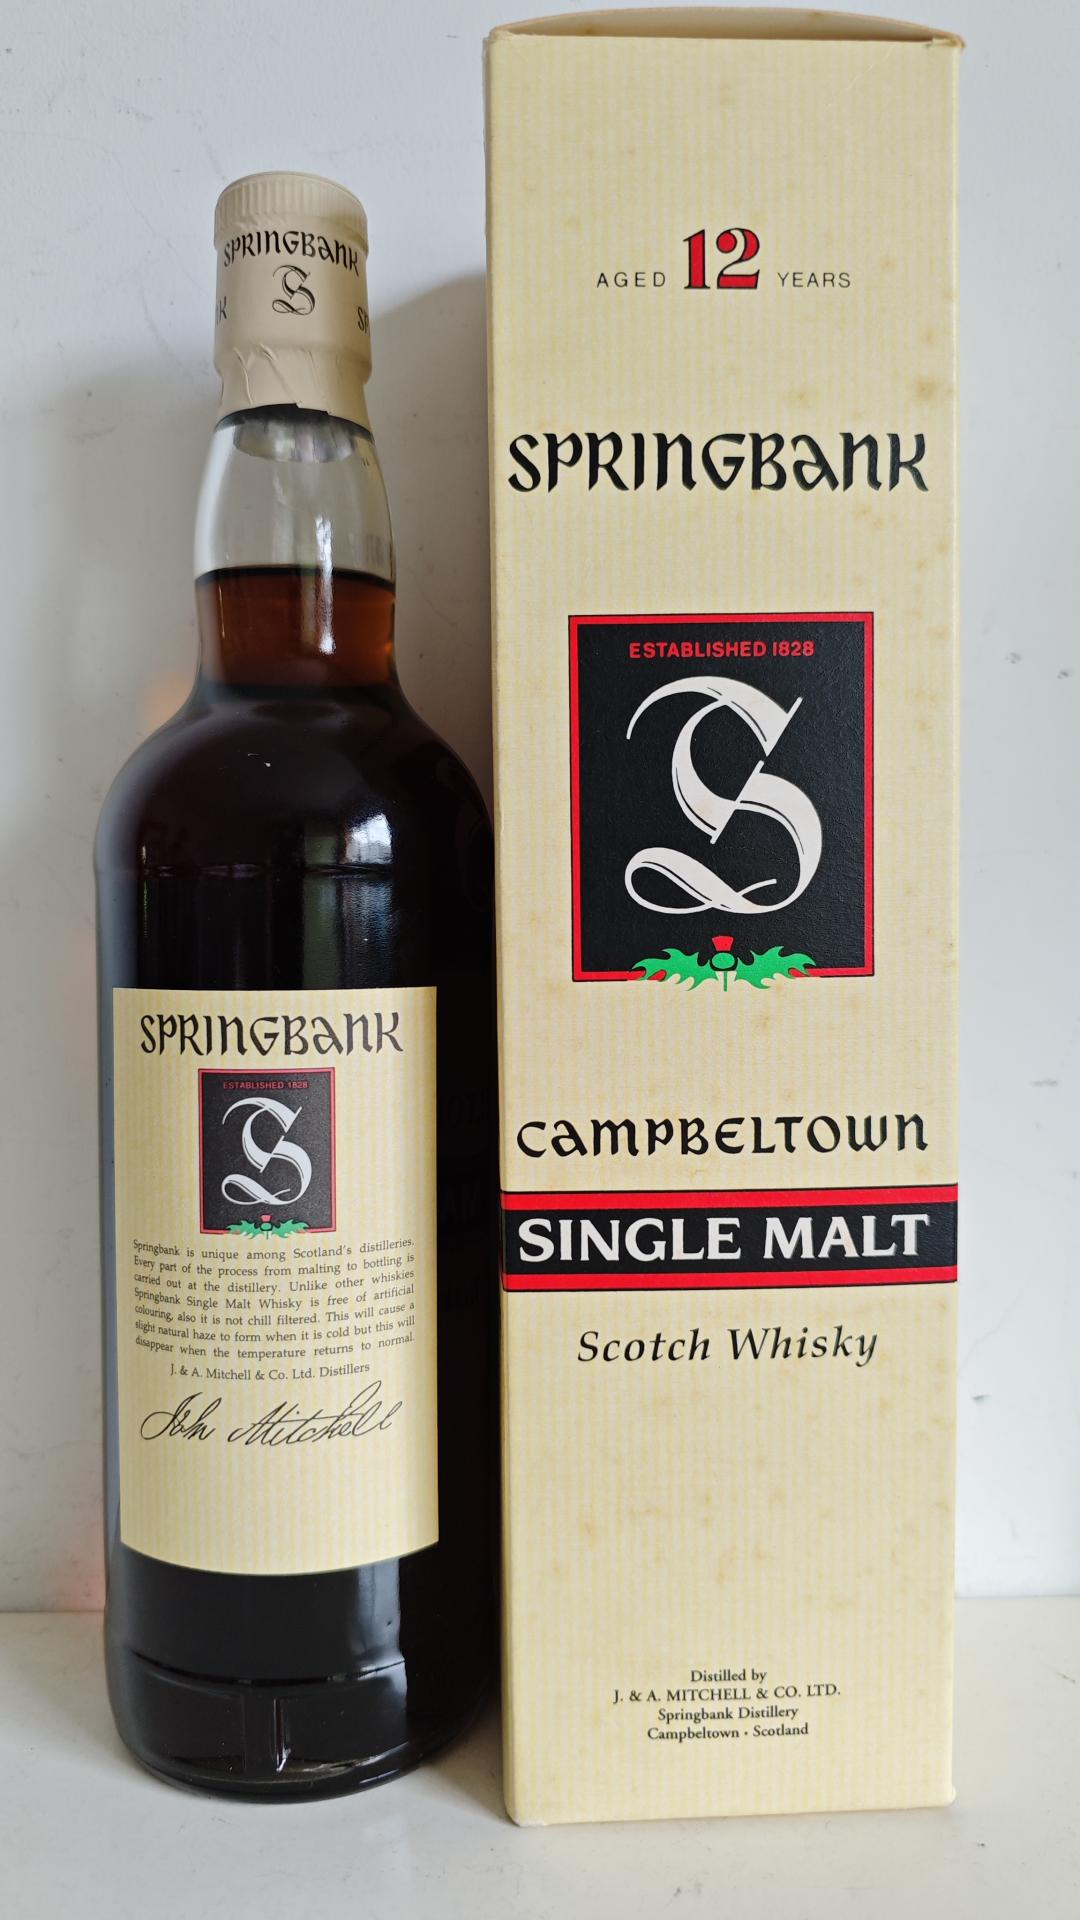 SPRINGBANK
S
AGED 12 YEARS
SPRINGBANK
ESTABLISHED 1828
S
CAMPBELTOWN
SINGLE MALT
Scotch Whisky
Distilled by
J. & A. MITCHELL & CO. LTD.
Springbank Distillery
Campbeltown · Scotland
SPRINGBANK
ESTABLISHED 1828
S
Springbank is unique among Scotland's distilleries.
Every part of the process from malting to bottling is
carried out at the distillery. Unlike other whiskies
Springbank Single Malt Whisky is free of artificial
colouring, also it is not chill filtered. This will cause a
slight natural haze to form when it is cold but this will
disappear when the temperature returns to normal.
J. & A. Mitchell & Co. Ltd. Distillers
John Mitchell